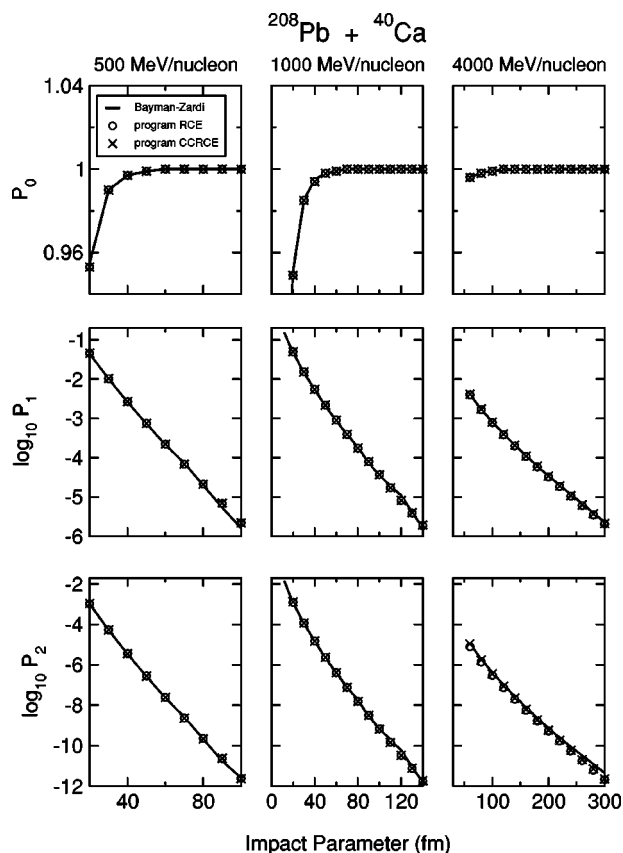 208Pb + 40Ca
500 MeV/nucleon 1000 MeV/nucleon 4000 MeV/nucleon
1.04
1
0.96
P0
Bayman-Zardi
program RCE
program CCRCE
-1
-2
-3
-4
-5
-6
log10 P1
-2
-4
-6
-8
-10
-12
log10 P2
40 80 0 40 80 120 100 200 300
Impact Parameter (fm)